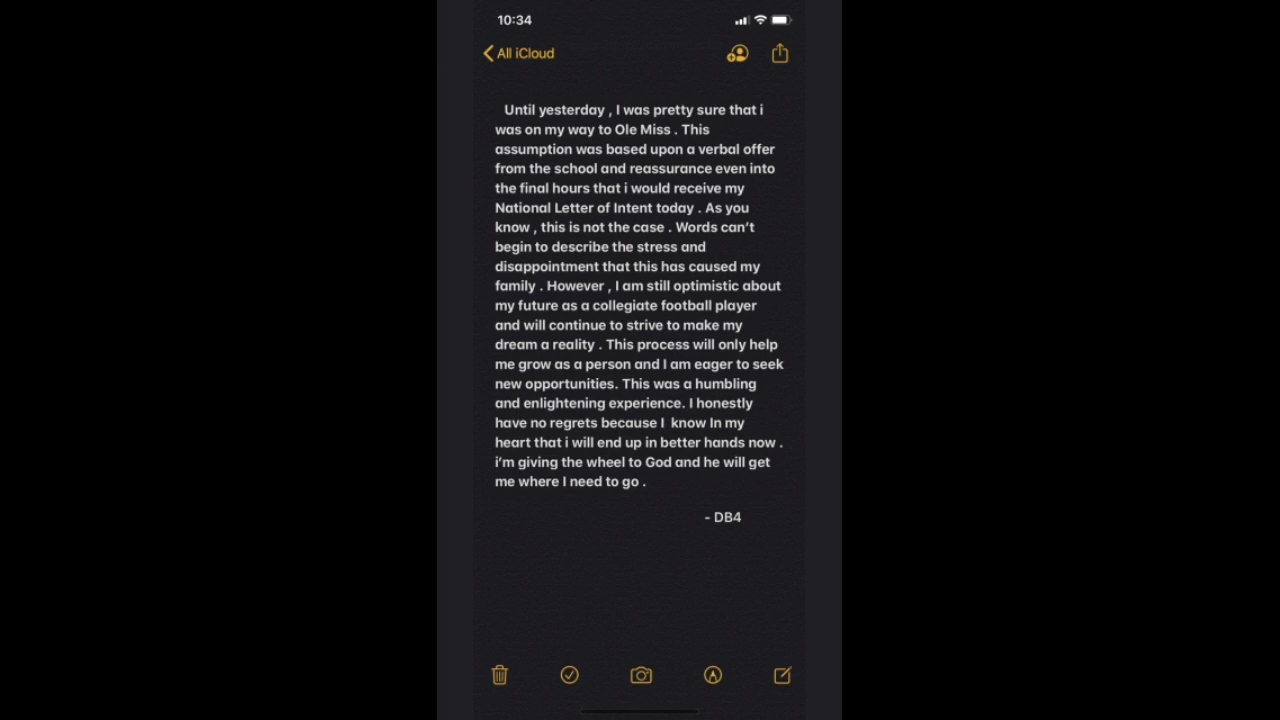 10:34
All iCloud
Until yesterday , I was pretty sure that i
was on my way to Ole Miss . This
assumption was based upon a verbal offer
from the school and reassurance even into
the final hours that i would receive my
National Letter of Intent today . As you
know , this is not the case . Words can’t
begin to describe the stress and
disappointment that this has caused my
family . However , I am still optimistic about
my future as a collegiate football player
and will continue to strive to make my
dream a reality . This process will only help
me grow as a person and I am eager to seek
new opportunities. This was a humbling
and enlightening experience. I honestly
have no regrets because I  know In my
heart that i will end up in better hands now .
i’m giving the wheel to God and he will get
me where I need to go .
- DB4